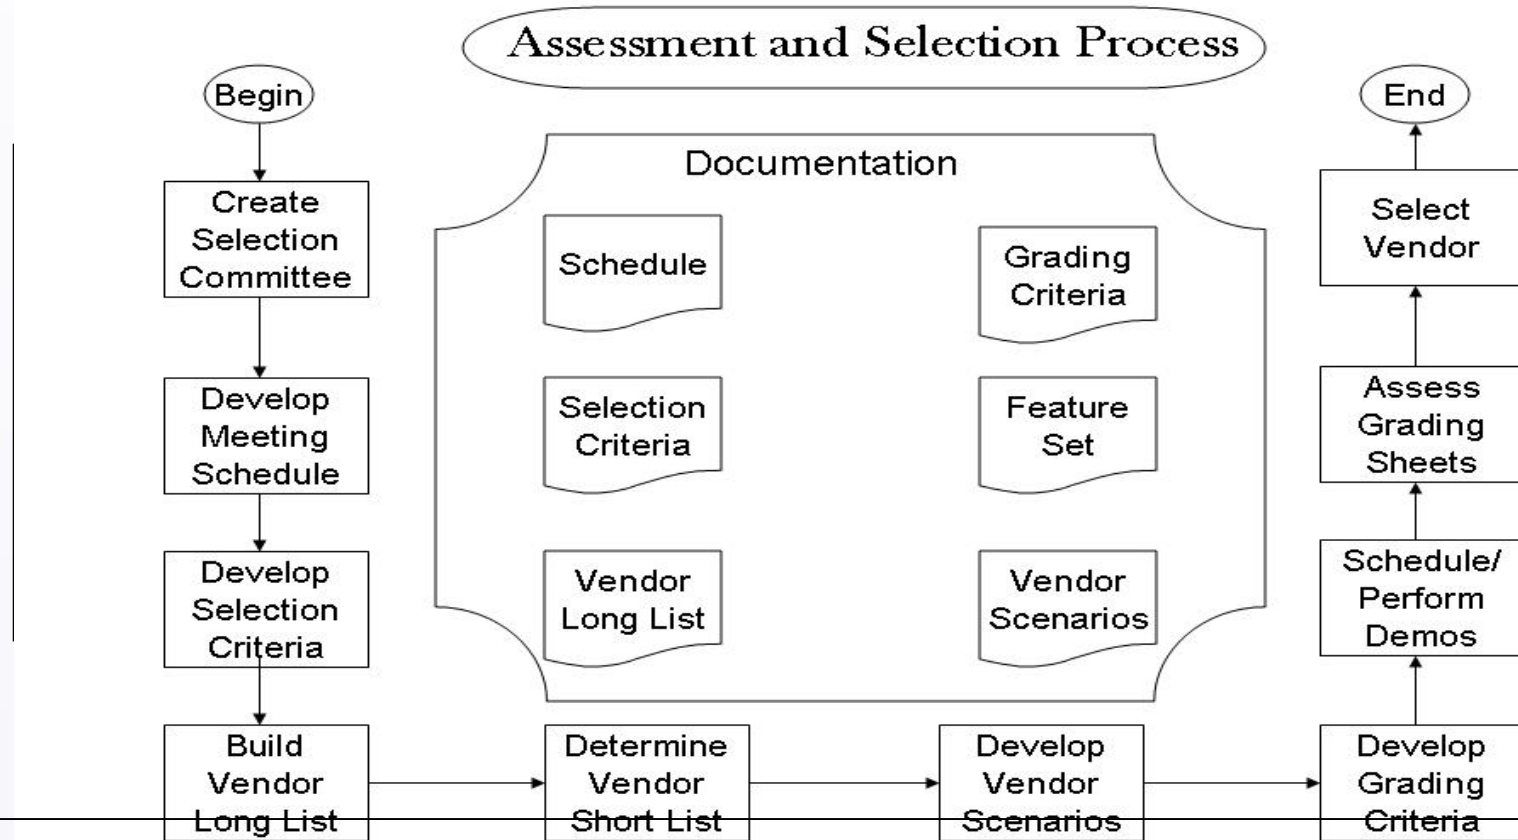 Assessment and Selection Process
Begin
Create
Selection
Committee
Develop
Meeting
Schedule
Develop
Selection
Criteria
Build
Vendor
Long List
Determine
Vendor
Short List
Develop
Vendor
Scenarios
Develop
Grading
Criteria
Schedule/
Perform
Demos
Assess
Grading
Sheets
Select
Vendor
End
Documentation
Schedule
Selection
Criteria
Vendor
Long List
Grading
Criteria
Feature
Set
Vendor
Scenarios